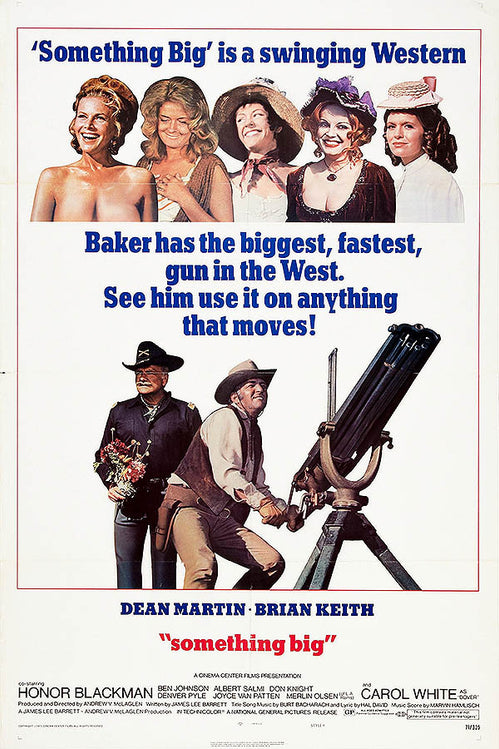 'Something Big' is a swinging Western
Baker has the biggest, fastest,
gun in the West.
See him use it on anything
that moves!
DEAN MARTIN · BRIAN KEITH
"something big"
A CINEMA CENTER FILMS PRESENTATION
co-starring
HONOR BLACKMAN
BEN JOHNSON ALBERT SALMI DON KNIGHT
DENVER PYLE JOYCE VAN PATTEN MERLIN OLSEN
and
CAROL WHITE AS "DOVER"
Produced and Directed by ANDREW V. McLAGLEN Written by JAMES LEE BARRETT Title Song Music by BURT BACHARACH and Lyric by HAL DAVID Music Score by MARVIN HAMLISCH
A JAMES LEE BARRETT - ANDREW V. McLAGLEN Production IN TECHNICOLOR® A NATIONAL GENERAL PICTURES RELEASE
GP